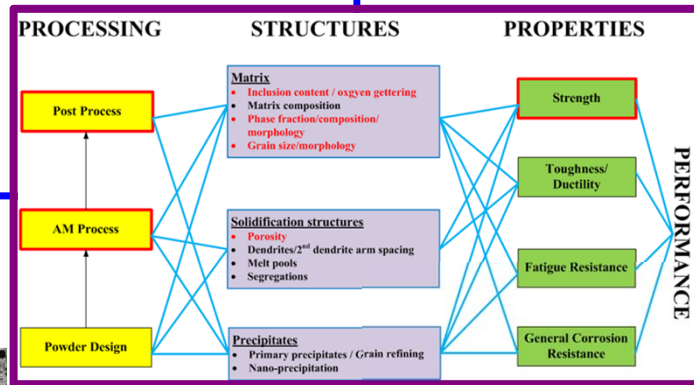 PROCESSING STRUCTURES PROPERTIES
Post Process
AM Process
Powder Design
Matrix
• Inclusion content / oxgyen gettering
• Matrix composition
• Phase fraction/composition/
morphology
• Grain size/morphology
Solidification structures
• Porosity
• Dendrites/2nd dendrite arm spacing
• Melt pools
• Segregations
Precipitates
• Primary precipitates / Grain refining
• Nano-precipitation
Strength
Toughness/
Ductility
Fatigue Resistance
General Corrosion
Resistance
PERFORMANCE